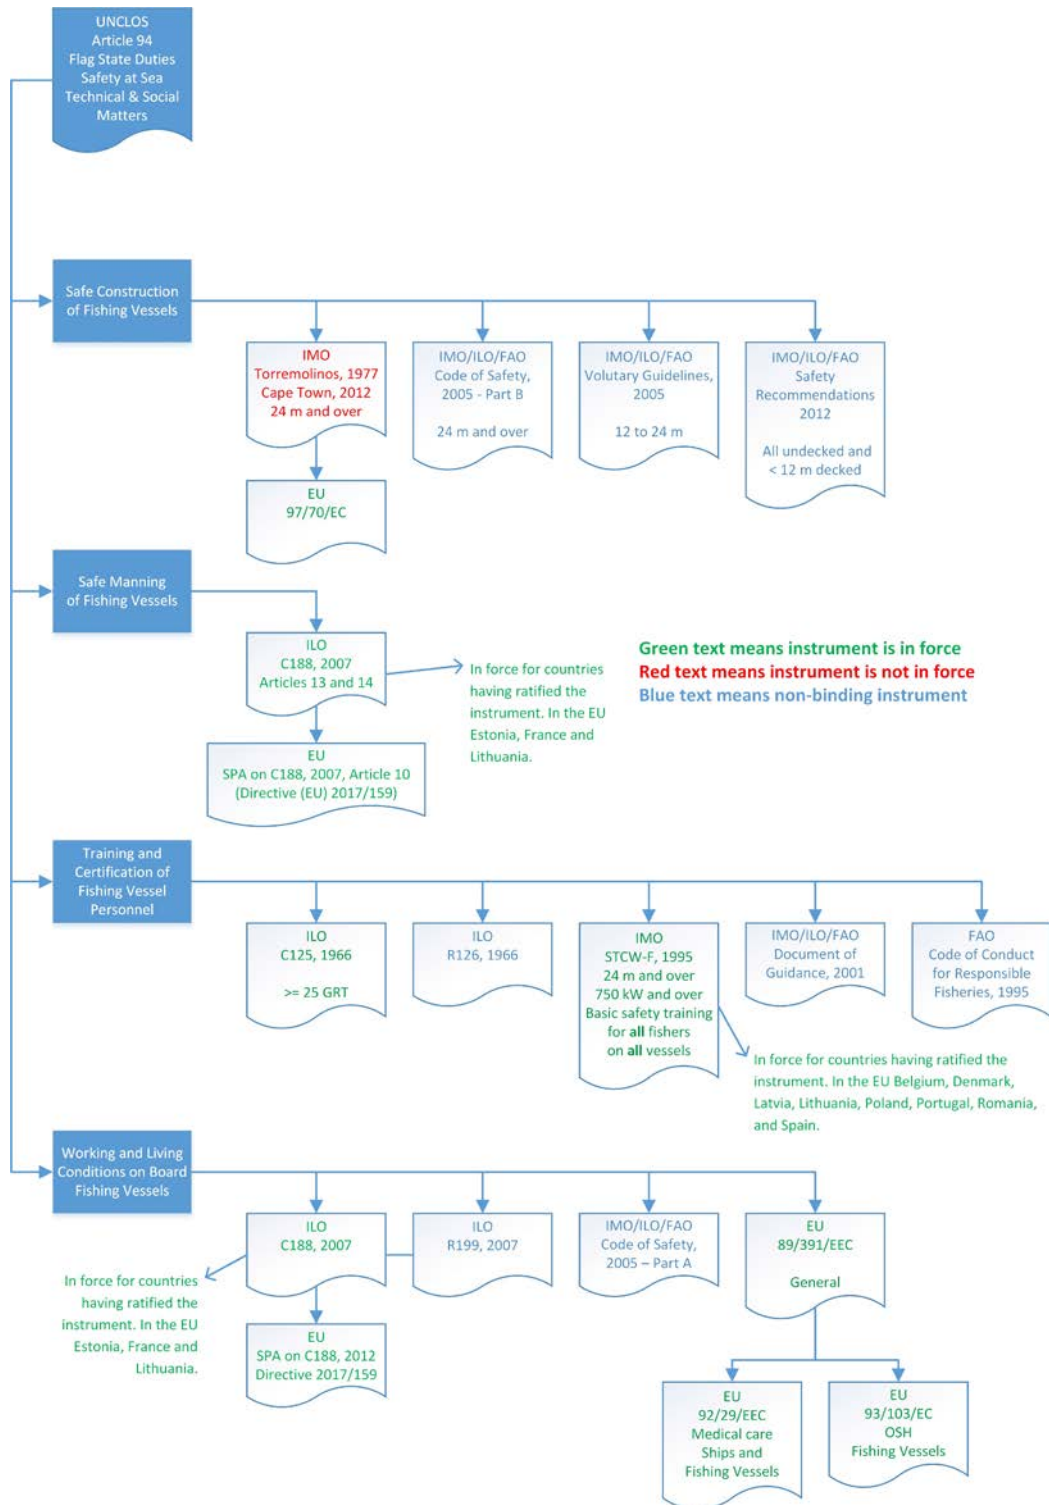 UNCLOS
Article 94
Flag State Duties
Safety at Sea
Technical & Social
Matters
Safe Construction
of Fishing Vessels
IMO
Torremolinos, 1977
Cape Town, 2012
24 m and over
IMO/ILO/FAO
Code of Safety,
2005 - Part B
24 m and over
IMO/ILO/FAO
Volutary Guidelines,
2005
12 to 24 m
IMO/ILO/FAO
Safety
Recommendations
2012
All undecked and
< 12 m decked
EU
97/70/EC
Safe Manning
of Fishing Vessels
ILO
C188, 2007
Articles 13 and 14
In force for countries
having ratified the
instrument. In the EU
Estonia, France and
Lithuania.
Green text means instrument is in force
Red text means instrument is not in force
Blue text means non-binding instrument
EU
SPA on C188, 2007, Article 10
(Directive (EU) 2017/159)
Training and
Certification of
Fishing Vessel
Personnel
ILO
C125, 1966
>= 25 GRT
ILO
R126, 1966
IMO
STCW-F, 1995
24 m and over
750 kW and over
Basic safety training
for all fishers
on all vessels
IMO/ILO/FAO
Document of
Guidance, 2001
FAO
Code of Conduct
for Responsible
Fisheries, 1995
In force for countries having ratified the
instrument. In the EU Belgium, Denmark,
Latvia, Lithuania, Poland, Portugal, Romania,
and Spain.
Working and Living
Conditions on Board
Fishing Vessels
ILO
C188, 2007
ILO
R199, 2007
IMO/ILO/FAO
Code of Safety,
2005 – Part A
EU
89/391/EEC
General
In force for countries
having ratified the
instrument. In the EU
Estonia, France and
Lithuania.
EU
SPA on C188, 2012
Directive 2017/159
EU
92/29/EEC
Medical care
Ships and
Fishing Vessels
EU
93/103/EC
OSH
Fishing Vessels